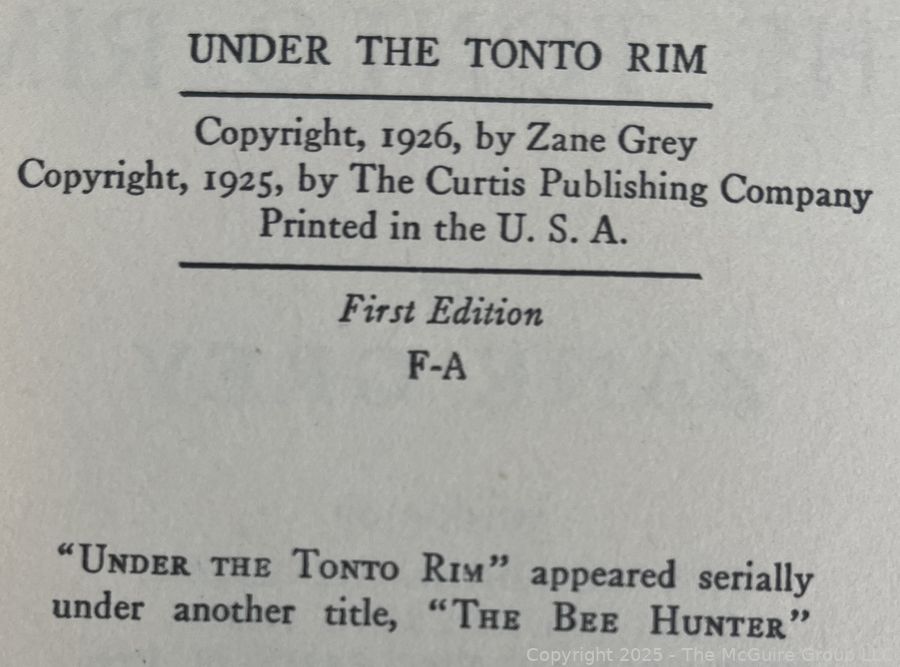 UNDER THE TONTO RIM
Copyright, 1926, by Zane Grey
Copyright, 1925, by The Curtis Publishing Company
Printed in the U. S. A.
First Edition
F-A
“UNDER THE TONTO RIM” appeared serially
under another title, “THE BEE HUNTER”
Copyright 2025 - The McGuire Group LLC